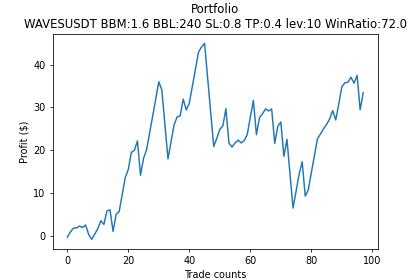 Portfolio
WAVESUSDT BBM:1.6 BBL:240 SL:0.8 TP:0.4 lev:10 WinRatio:72.0
Profit ($)
40
30
20
10
0
0 20 40 60 80 100
Trade counts